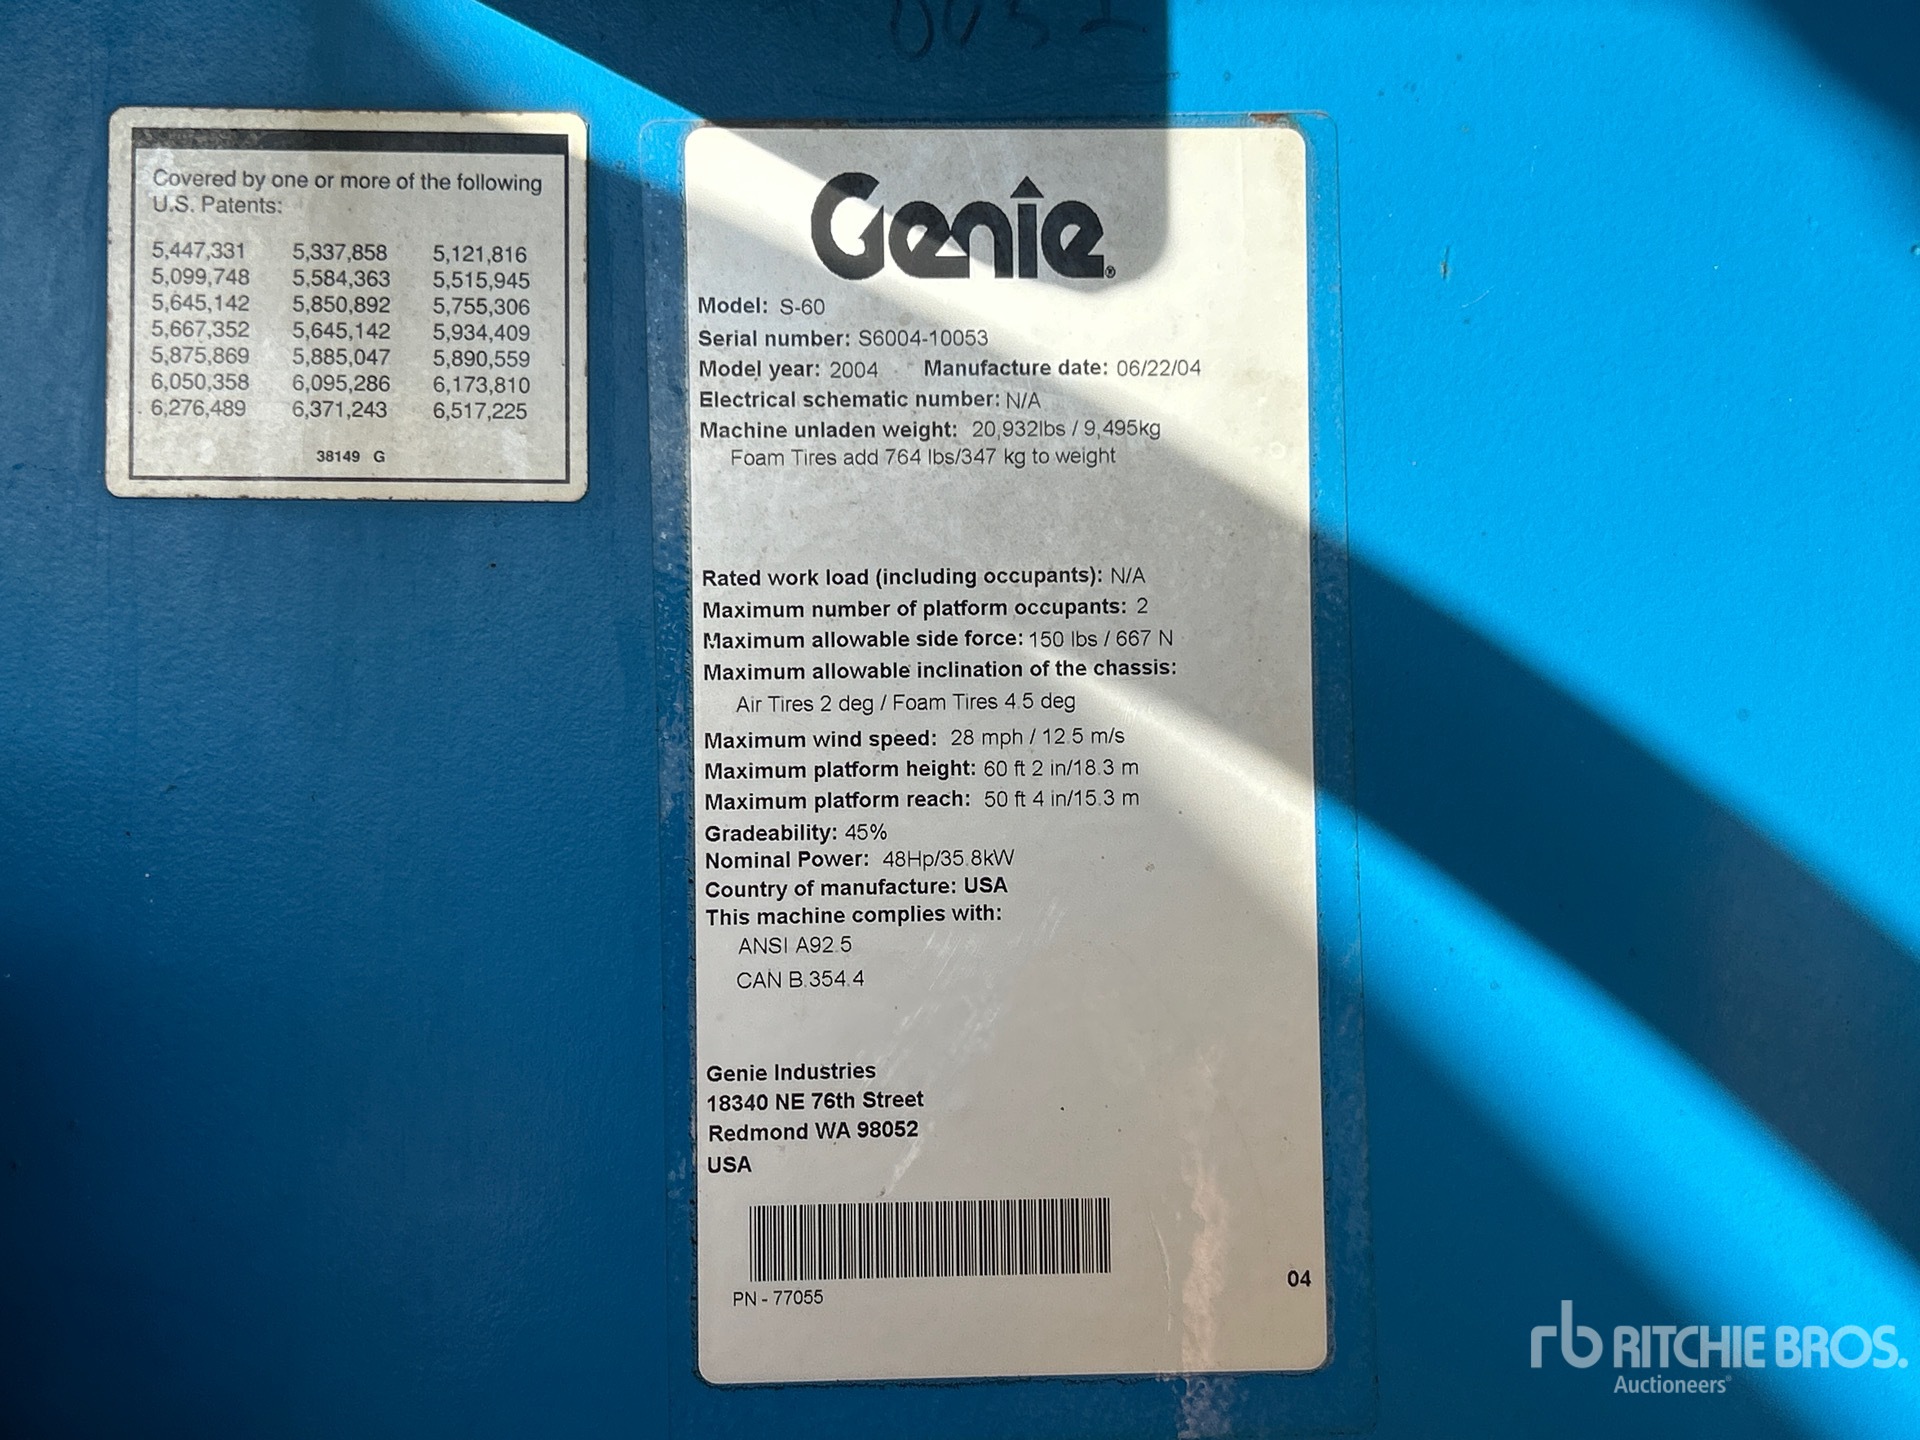 Covered by one or more of the following
U.S. Patents:
5,447,331 5,337,858 5,121,816
5,099,748 5,584,363 5,515,945
5,645,142 5,850,892 5,755,306
5,667,352 5,645,142 5,934,409
5,875,869 5,885,047 5,890,559
6,050,358 6,095,286 6,173,810
6,276,489 6,371,243 6,517,225
38149 G
Genie®
Model: S-60
Serial number: S6004-10053
Model year: 2004 Manufacture date: 06/22/04
Electrical schematic number: N/A
Machine unladen weight: 20,932lbs / 9,495kg
Foam Tires add 764 lbs/347 kg to weight
Rated work load (including occupants): N/A
Maximum number of platform occupants: 2
Maximum allowable side force: 150 lbs / 667 N
Maximum allowable inclination of the chassis:
Air Tires 2 deg / Foam Tires 4.5 deg
Maximum wind speed: 28 mph / 12.5 m/s
Maximum platform height: 60 ft 2 in/18.3 m
Maximum platform reach: 50 ft 4 in/15.3 m
Gradeability: 45%
Nominal Power: 48Hp/35.8kW
Country of manufacture: USA
This machine complies with:
ANSI A92.5
CAN B.354.4
Genie Industries
18340 NE 76th Street
Redmond WA 98052
USA
PN - 77055
04
rb RITCHIE BROS.
Auctioneers